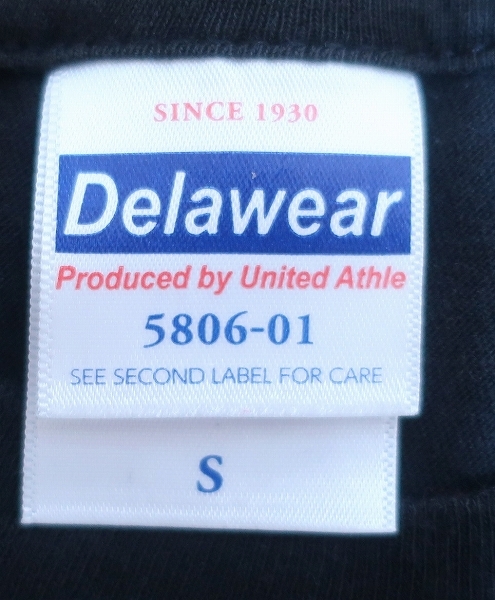 SINCE 1930
Delawear
Produced by United Athle
5806-01
SEE SECOND LABEL FOR CARE
S